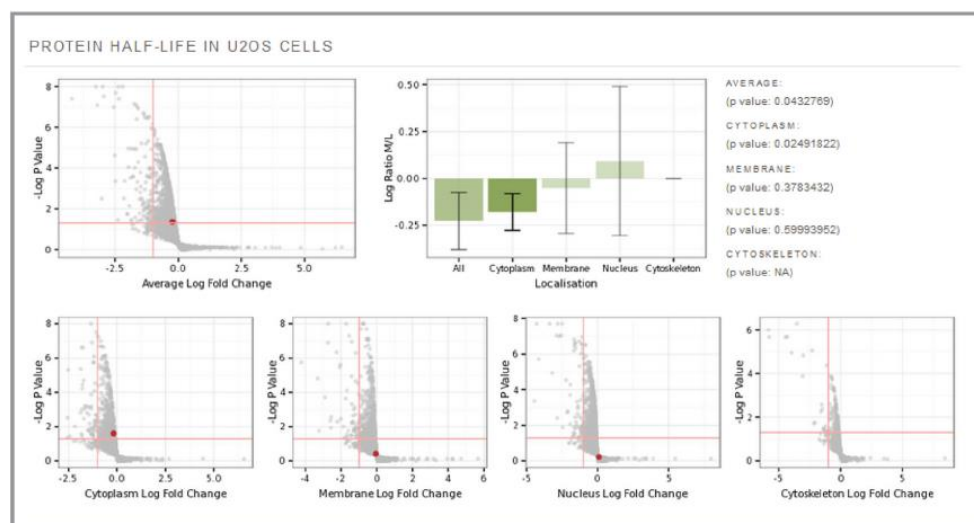 PROTEIN HALF-LIFE IN U2OS CELLS
8
6
4
2
0
-Log P Value
-2.5 0.0 2.5 5.0
Average Log Fold Change
0.50
0.25
0.00
-0.25
Log Ratio M/L
All Cytoplasm Membrane Nucleus Cytoskeleton
Localisation
AVERAGE:
(p value: 0.0432769)
CYTOPLASM:
(p value: 0.02491822)
MEMBRANE:
(p value: 0.3783432)
NUCLEUS:
(p value: 0.59993952)
CYTOSKELETON:
(p value: NA)
8
6
4
2
0
-Log P Value
-2.5 0.0 2.5 5.0
Cytoplasm Log Fold Change
8
6
4
2
0
-Log P Value
-4 -2 0 2 4 6
Membrane Log Fold Change
8
6
4
2
0
-Log P Value
-5 0 5
Nucleus Log Fold Change
6
4
2
0
-Log P Value
-5 0 5
Cytoskeleton Log Fold Change